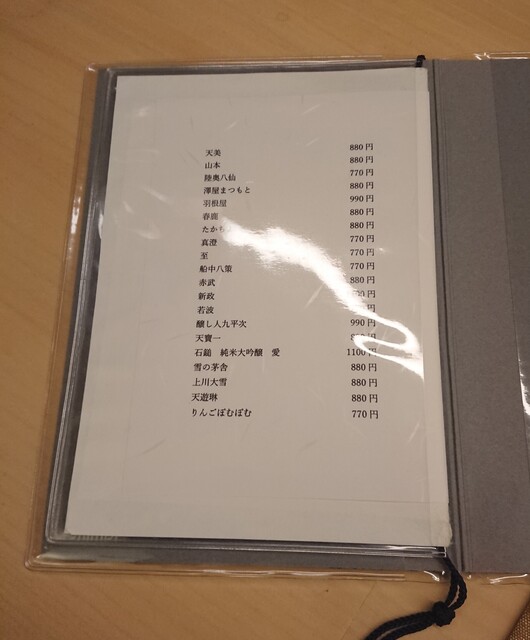 天美 880円
山本 880円
陸奥八仙 770円
澤屋まつもと 880円
羽根屋 990円
春鹿 880円
880円
真澄 770円
至 770円
船中八策 770円
赤武 880円
新政 円
若波 円
醸し人九平次 990円
天寶一 円
石鎚 純米大吟醸 愛 1100円
雪の茅舎 880円
上川大雪 880円
天遊琳 880円
りんごぽむぽむ 770円